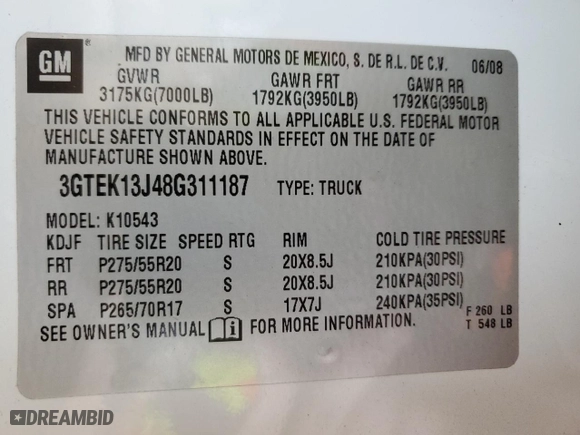 GM®
MFD BY GENERAL MOTORS DE MEXICO, S. DE R.L. DE C.V. 06/08
GVWR GAWR FRT GAWR RR
3175KG(7000LB) 1792KG(3950LB) 1792KG(3950LB)
THIS VEHICLE CONFORMS TO ALL APPLICABLE U.S. FEDERAL MOTOR
VEHICLE SAFETY STANDARDS IN EFFECT ON THE DATE OF
MANUFACTURE SHOWN ABOVE.
3GTEK13J48G311187 TYPE: TRUCK
MODEL: K10543
KDJF TIRE SIZE SPEED RTG RIM COLD TIRE PRESSURE
FRT P275/55R20 S 20X8.5J 210KPA(30PSI)
RR P275/55R20 S 20X8.5J 210KPA(30PSI)
SPA P265/70R17 S 17X7J 240KPA(35PSI)
F 260 LB
SEE OWNER'S MANUAL i FOR MORE INFORMATION. T 548 LB
DREAMBID